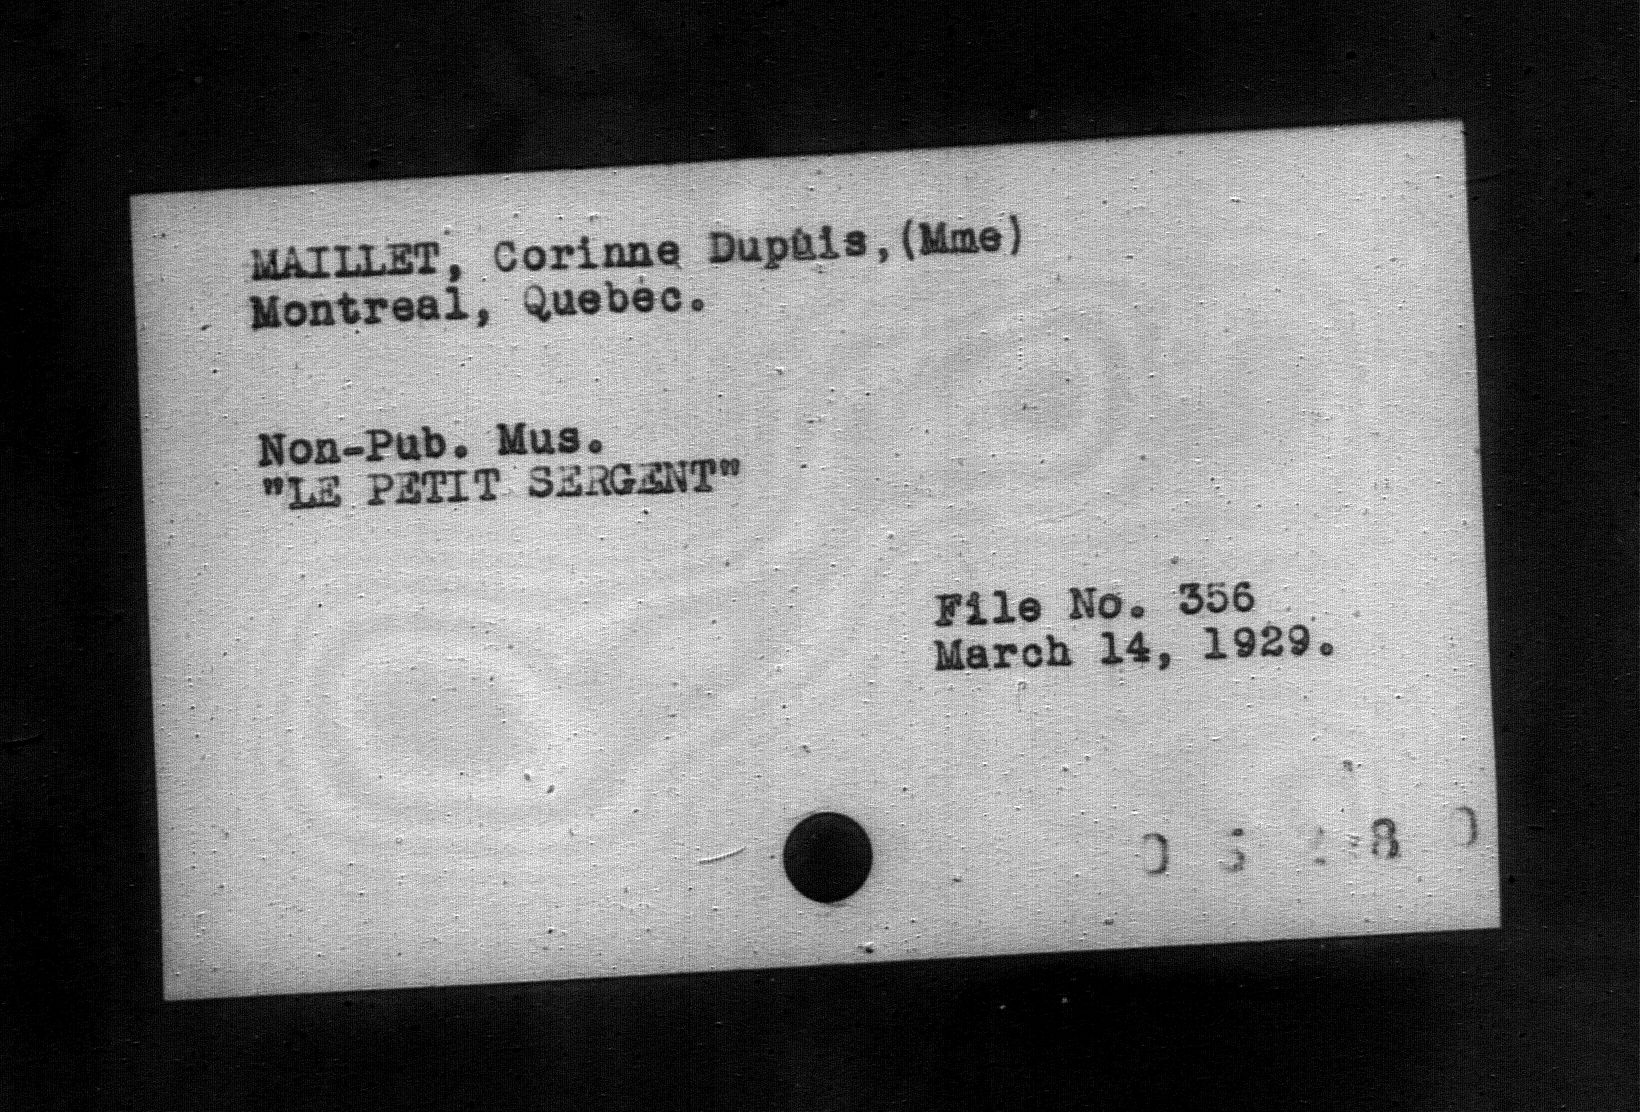 MAILLET, Corinne Dupuis,(Mme)
Montreal, Quebec.
Non-Pub. Mus.
"LE PETIT SERGENT"
File No. 356
March 14, 1929.